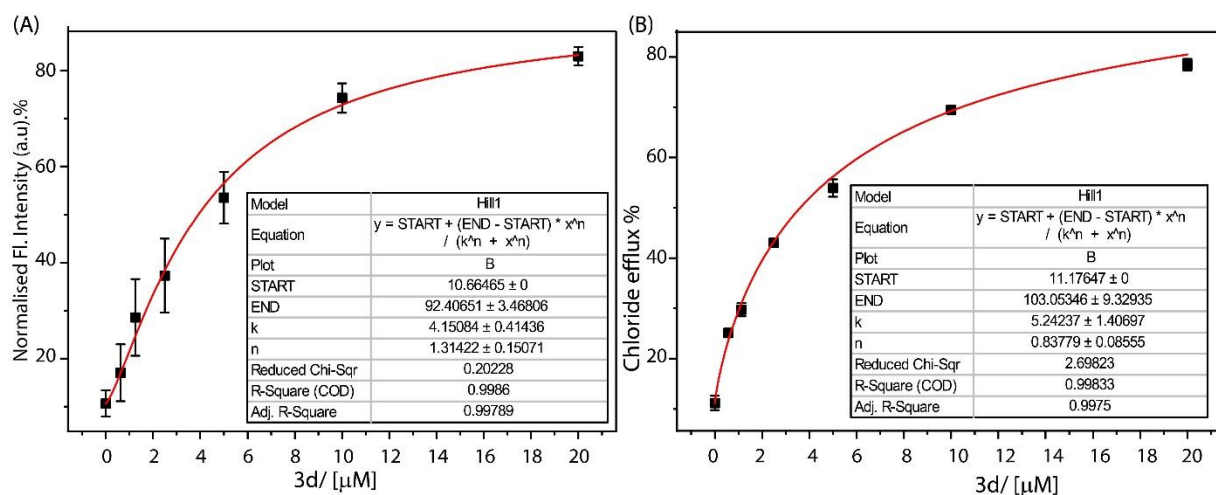 (A)
Normalised Fl. Intensity (a.u).%
80
60
40
20
0 2 4 6 8 10 12 14 16 18 20
3d/ [μM]
Model Hill1
Equation y = START + (END - START) * x^n / (k^n + x^n)
Plot B
START 10.66465 ± 0
END 92.40651 ± 3.46806
k 4.15084 ± 0.41436
n 1.31422 ± 0.15071
Reduced Chi-Sqr 0.20228
R-Square (COD) 0.9986
Adj. R-Square 0.99789
(B)
Chloride efflux %
80
60
40
20
0 2 4 6 8 10 12 14 16 18 20
3d/ [μM]
Model Hill1
Equation y = START + (END - START) * x^n / (k^n + x^n)
Plot B
START 11.17647 ± 0
END 103.05346 ± 9.32935
k 5.24237 ± 1.40697
n 0.83779 ± 0.08555
Reduced Chi-Sqr 2.69823
R-Square (COD) 0.99833
Adj. R-Square 0.9975